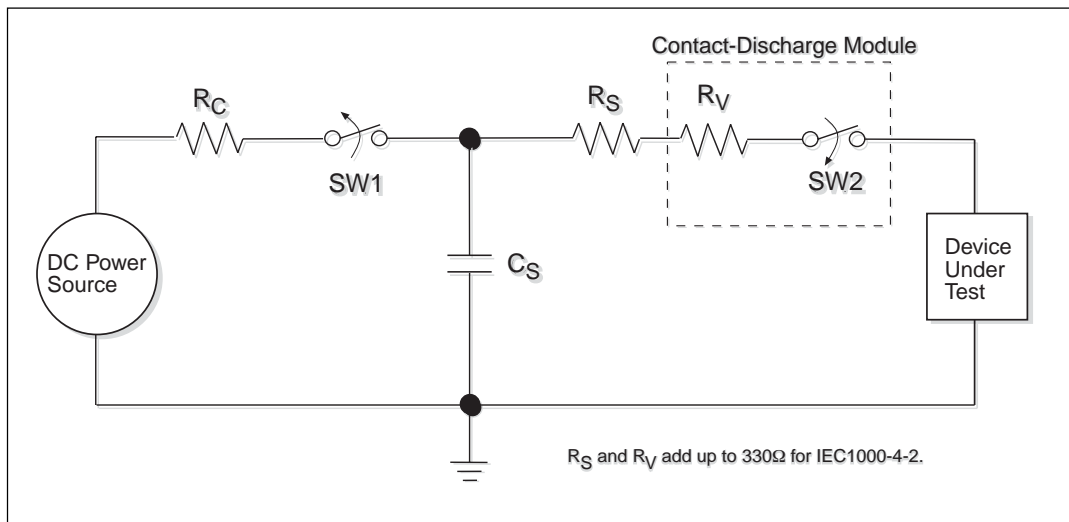 Contact-Discharge Module
RC
RS
RV
SW1
SW2
DC Power
Source
CS
Device
Under
Test
RS and RV add up to 330Ω for IEC1000-4-2.